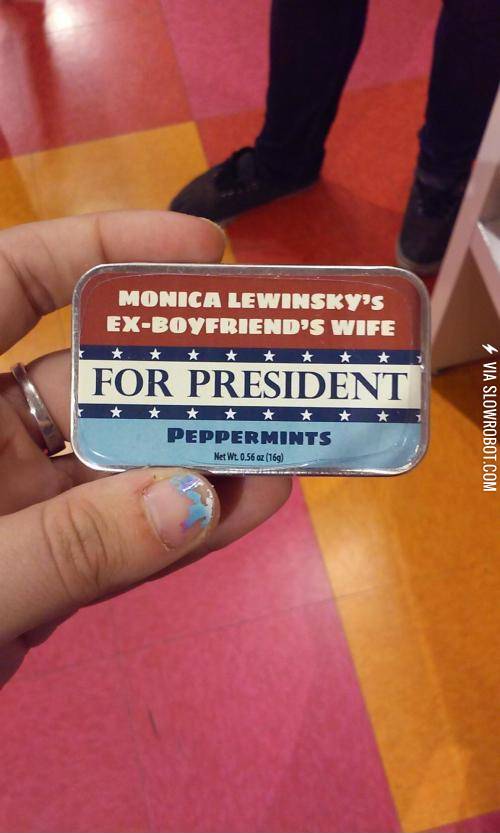 MONICA LEWINSKY'S
EX-BOYFRIEND'S WIFE
FOR PRESIDENT
PEPPERMINTS
Net Wt. 0.56 oz (16g)
VIA SLOWROBOT.COM